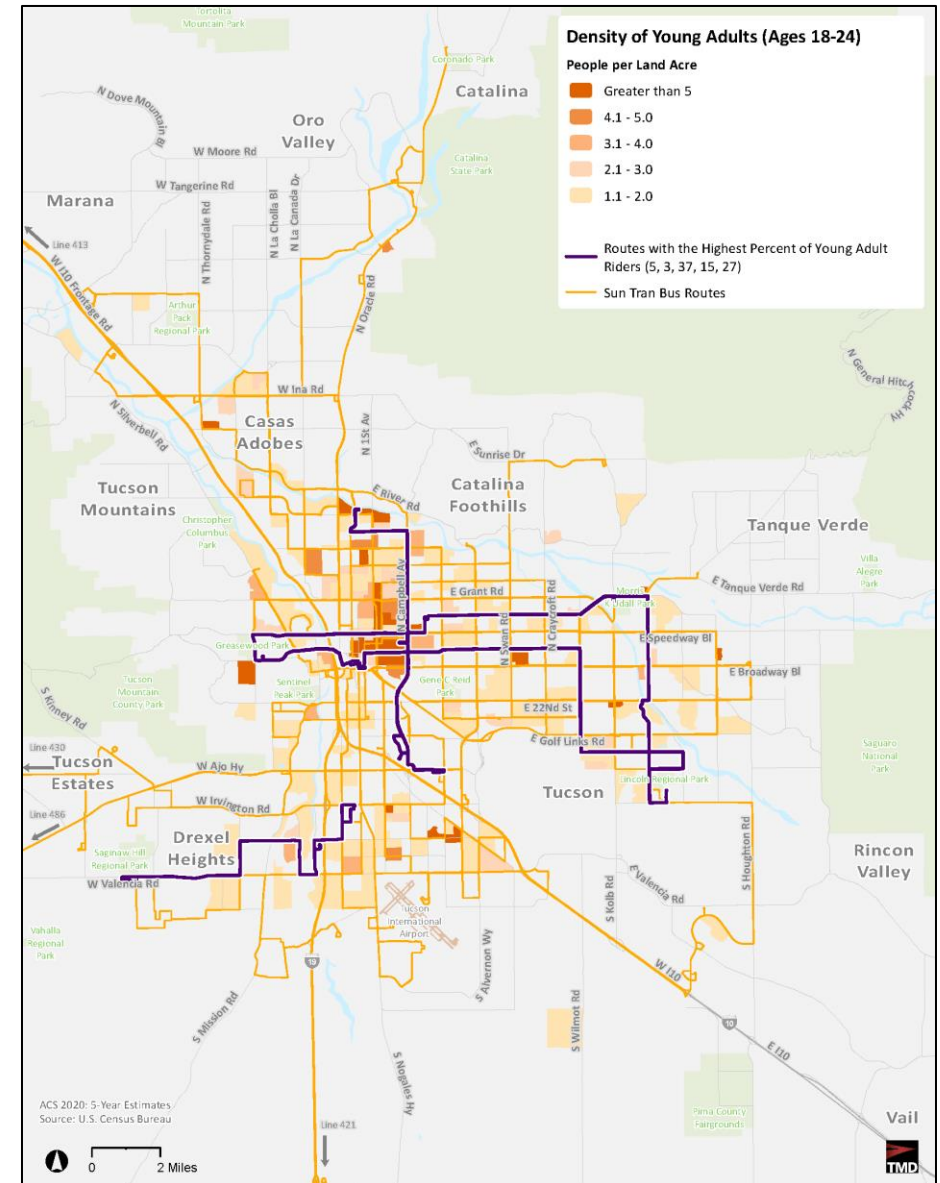 Tortolita
Mountain Park
Density of Young Adults (Ages 18-24)
People per Land Acre
Greater than 5
4.1 - 5.0
3.1 - 4.0
2.1 - 3.0
1.1 - 2.0
Routes with the Highest Percent of Young Adult
Riders (5, 3, 37, 15, 27)
Sun Tran Bus Routes
Coronado Park
Catalina
N Dove Mountain Bl
Oro
Valley
W Moore Rd
Catalina
State Park
W Tangerine Rd
Marana
N Thornydale Rd
N La Cholla Bl
N La Canada Dr
Line 413
W I10 Frontage Rd
N Oracle Rd
Arthur
Pack
Regional Park
N General Hitchcock Hy
W Ina Rd
N Silverbell Rd
Casas
Adobes
N 1St Av
E Sunrise Dr
Tucson
Mountains
E River Rd
Catalina
Foothills
Christopher
Columbus
Park
Tanque Verde
Villa
Alegre
Park
N Campbell Av
E Grant Rd
E Tanque Verde Rd
N Swan Rd
N Craycroft Rd
E Speedway Bl
Greasewood Park
E Broadway Bl
Tucson
Mountain
County Park
Sentinel
Peak Park
Gene C Reid
Park
S Kinney Rd
E 22Nd St
E Golf Links Rd
Saguaro
National
Park
Line 430
Tucson
Estates
W Ajo Hy
Tucson
Lincoln Regional Park
W Irvington Rd
Line 486
Drexel
Heights
Saginaw Hill
Regional Park
S Houghton Rd
Rincon
Valley
W Valencia Rd
S Kolb Rd
E Valencia Rd
Tucson
International
Airport
Vahalla
Regional
Park
S Alvernon Wy
19
W I10
S Mission Rd
S Wilmot Rd
10
E I10
S Nogales Hy
ACS 2020: 5-Year Estimates
Source: U.S. Census Bureau
Pima County
Fairgrounds
Vail
Line 421
0 2 Miles
TMD